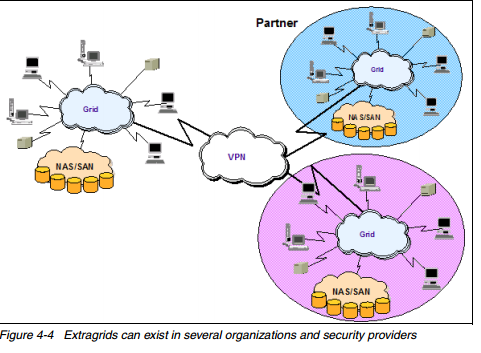 Partner
Grid
Grid
NAS/SAN
VPN
NAS/SAN
Grid
NAS/SAN
Figure 4-4 Extragrids can exist in several organizations and security providers